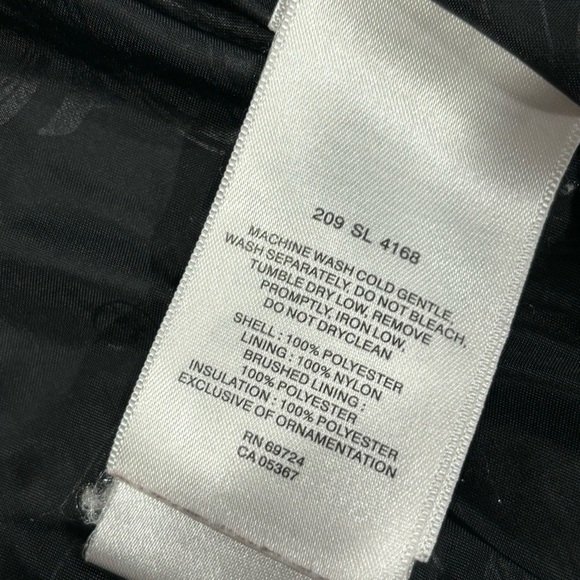 209 SL 4168
MACHINE WASH COLD GENTLE,
WASH SEPARATELY. DO NOT BLEACH,
TUMBLE DRY LOW, REMOVE
PROMPTLY. IRON LOW,
DO NOT DRYCLEAN
SHELL : 100% POLYESTER
LINING : 100% NYLON
BRUSHED LINING :
100% POLYESTER
INSULATION : 100% POLYESTER
EXCLUSIVE OF ORNAMENTATION
RN 69724
CA 05367